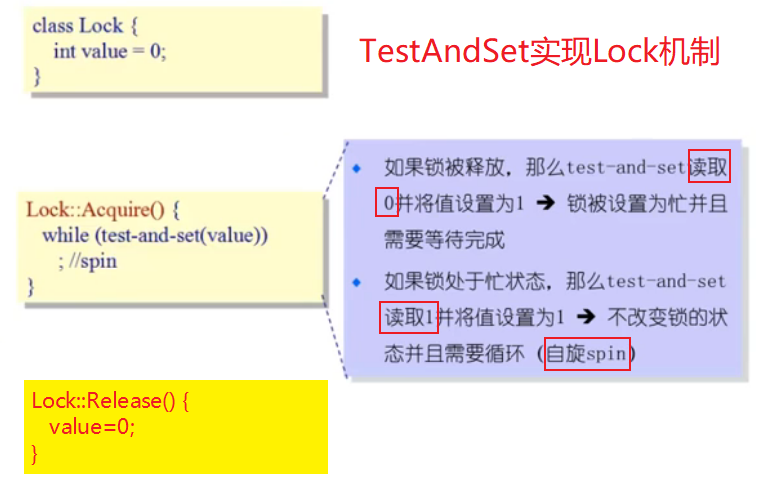 class Lock {
int value = 0;
}
TestAndSet实现Lock机制
Lock::Acquire() {
while (test-and-set(value))
; //spin
}
如果锁被释放，那么test-and-set读取
0并将值设置为1 ➔ 锁被设置为忙并且
需要等待完成
如果锁处于忙状态，那么test-and-set
读取1并将值设置为1 ➔ 不改变锁的状
态并且需要循环（自旋spin）
Lock::Release() {
value=0;
}